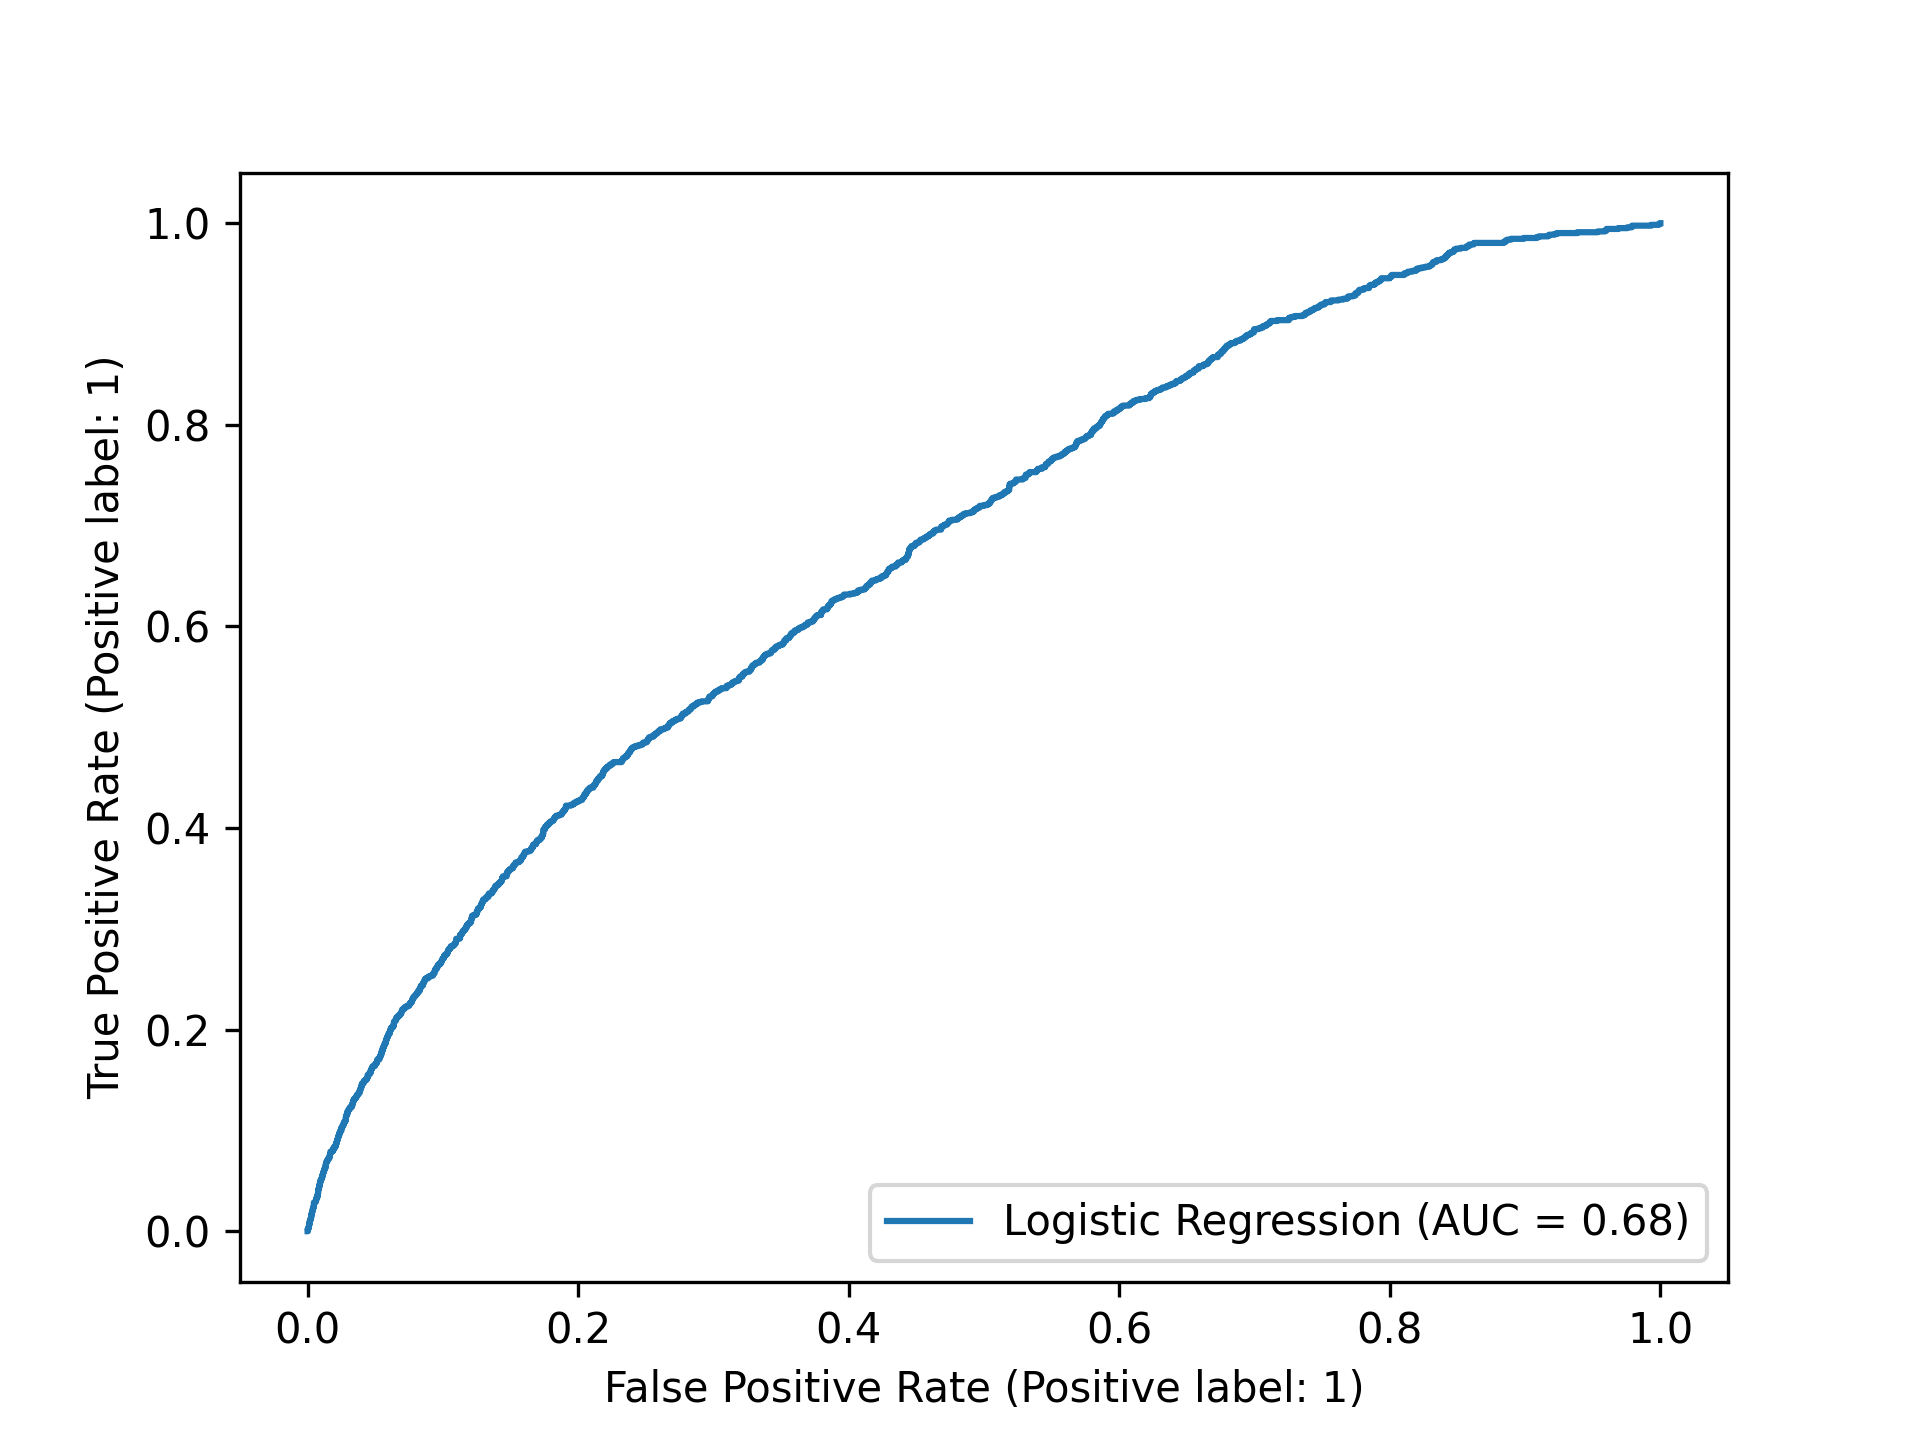 1.0
0.8
0.6
0.4
0.2
0.0
True Positive Rate (Positive label: 1)
Logistic Regression (AUC = 0.68)
0.0 0.2 0.4 0.6 0.8 1.0
False Positive Rate (Positive label: 1)